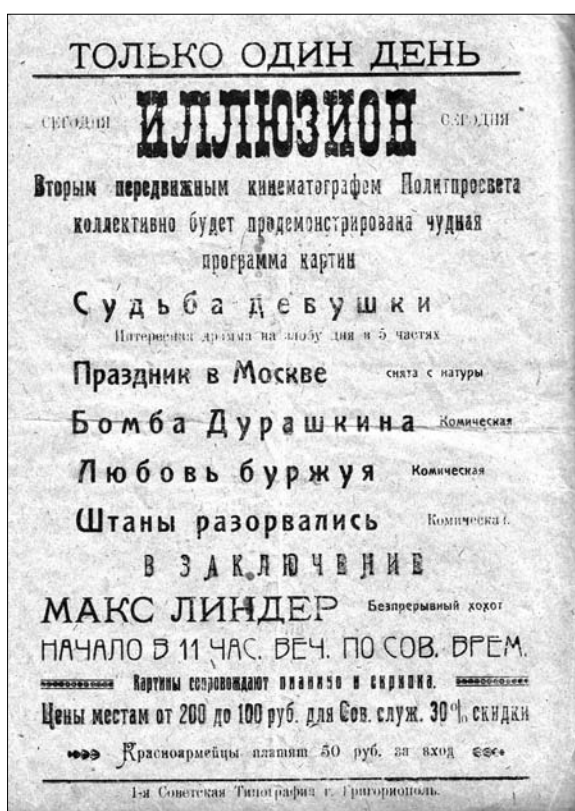 ТОЛЬКО ОДИН ДЕНЬ
СЕГОДНЯ ИЛЛЮЗИОН СЕГОДНЯ
Вторым передвижным кинематографом Политпросвета
коллективно будет продемонстрирована чудная
программа картин
Судьба девушки
Интересная драмма на злобу дня в 5 частях
Праздник в Москве снята с натуры
Бомба Дурашкина Комическая
Любовь буржуя Комическая
Штаны разорвались Комическая.
В ЗАКЛЮЧЕНИЕ
МАКС ЛИНДЕР Безпрерывный хохот
НАЧАЛО В 11 ЧАС. ВЕЧ. ПО СОВ. ВРЕМ.
Картины сопровождают пианино и скрипка.
Цены местам от 200 до 100 руб. для Сов. служ. 30% скидки
Красноармейцы платят 50 руб. за вход
1-я Советская Типография г. Григориополь.